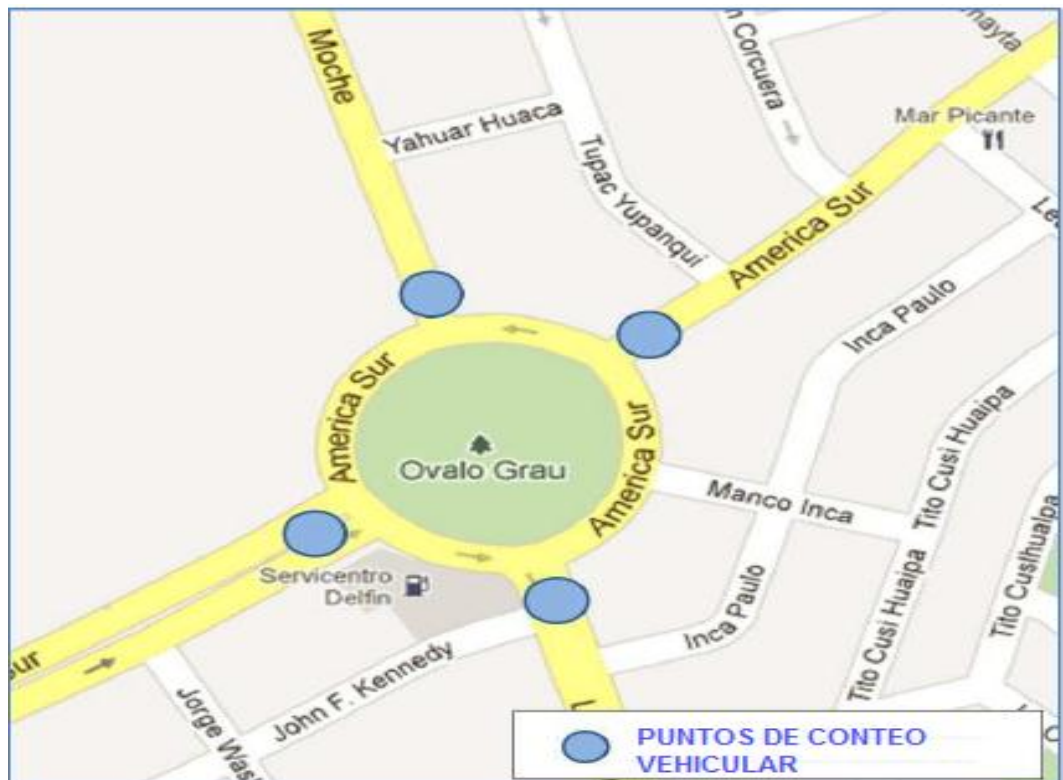 Moche
Yahuar Huaca
Corcuera
Mar Picante
Tupac Yupanqui
America Sur
Inca Paulo
America Sur
Ovalo Grau
America Sur
Manco Inca
Tito Cusi Huaipa
Tito Cusi Huaipa
Tito Cusihualpa
Servicentro
Delfin
Inca Paulo
John F. Kennedy
Jorge
PUNTOS DE CONTEO
VEHICULAR